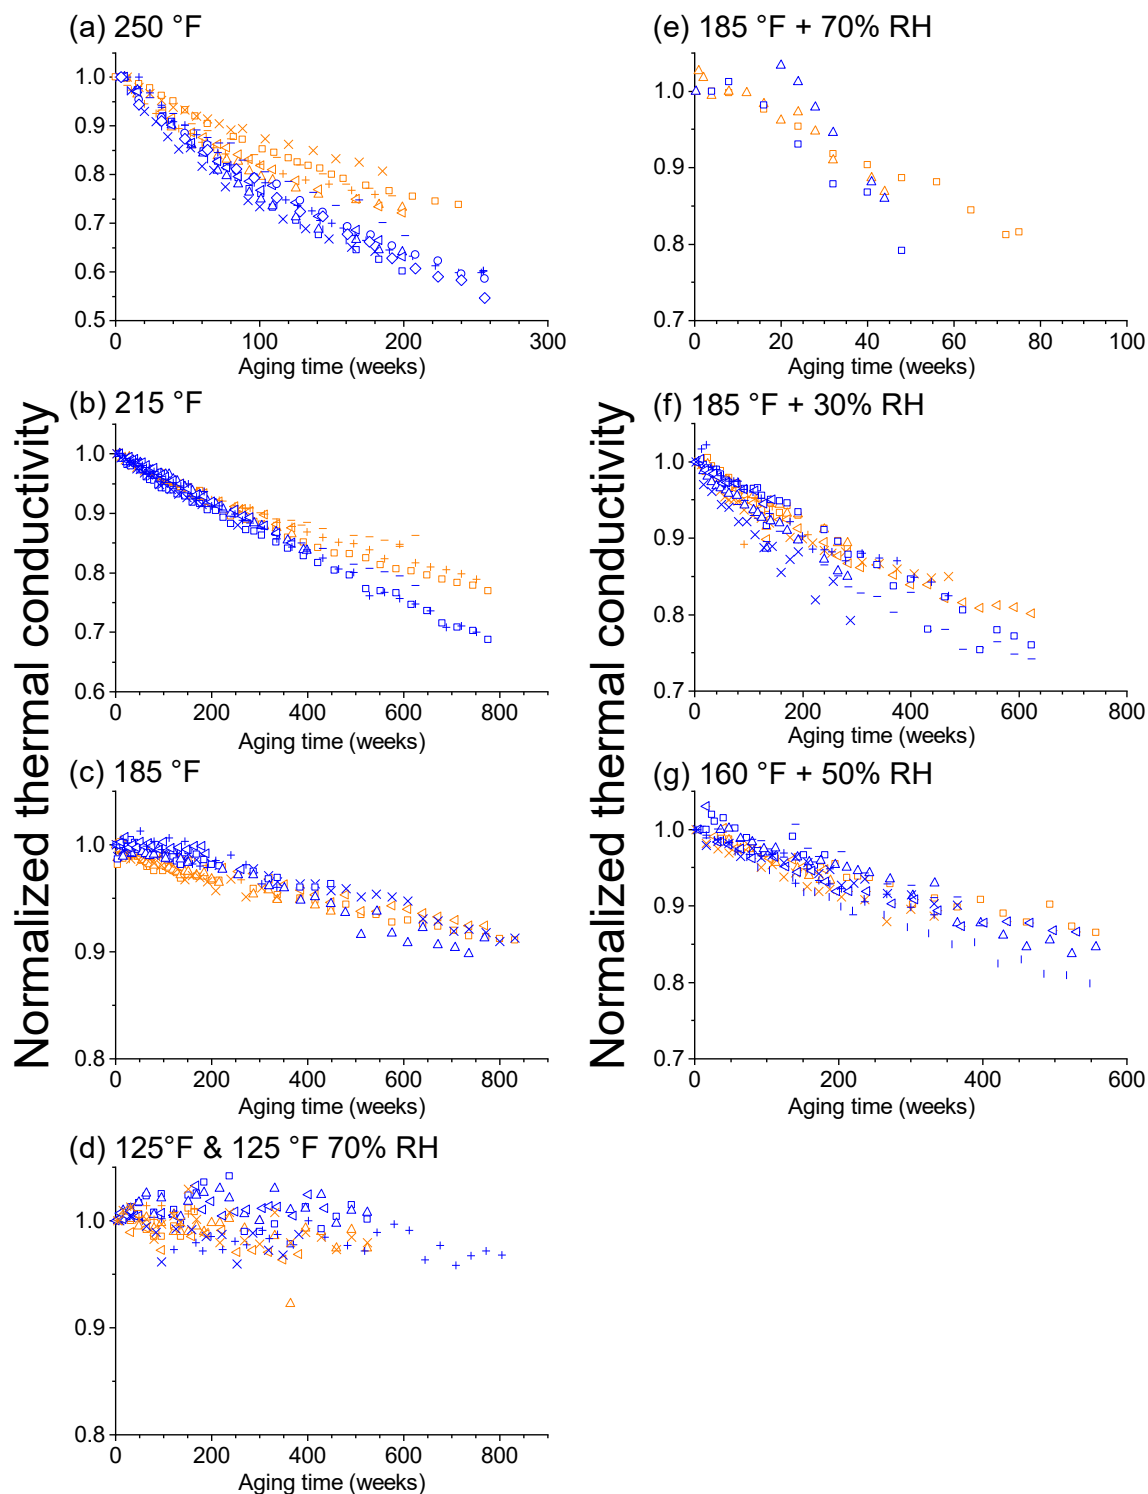 (a) 250 °F
1.0
0.9
0.8
0.7
0.6
0.5
0 100 200 300
Aging time (weeks)
(b) 215 °F
1.0
0.9
0.8
0.7
0.6
0 200 400 600 800
Aging time (weeks)
(c) 185 °F
1.0
0.9
0.8
0 200 400 600 800
Aging time (weeks)
(d) 125°F & 125 °F 70% RH
1.0
0.9
0.8
0 200 400 600 800
Aging time (weeks)
Normalized thermal conductivity
(e) 185 °F + 70% RH
1.0
0.9
0.8
0.7
0 20 40 60 80 100
Aging time (weeks)
(f) 185 °F + 30% RH
1.0
0.9
0.8
0.7
0 200 400 600 800
Aging time (weeks)
(g) 160 °F + 50% RH
1.0
0.9
0.8
0.7
0 200 400 600
Aging time (weeks)
Normalized thermal conductivity